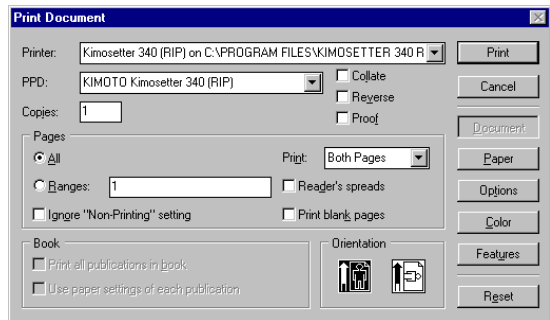 Print Document
Printer: Kimosetter 340 (RIP) on C:\PROGRAM FILES\KIMOSETTER 340 R Print
PPD: KIMOTO Kimosetter 340 (RIP) Collate Cancel
Reverse
Copies: 1 Proof
Document
Pages
All Print: Both Pages Paper
Ranges: 1 Reader's spreads Options
Ignore "Non-Printing" setting Print blank pages Color
Book Orientation
Print all publications in book Features
Use paper settings of each publication Reset